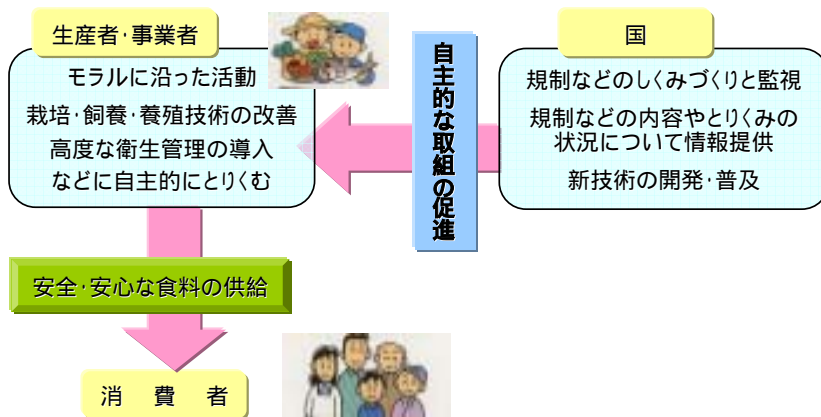 生産者・事業者
モラルに沿った活動
栽培・飼養・養殖技術の改善
高度な衛生管理の導入
などに自主的にとりくむ
自主的な取組の促進
国
規制などのしくみづくりと監視
規制などの内容やとりくみの
状況について情報提供
新技術の開発・普及
安全・安心な食料の供給
消費者